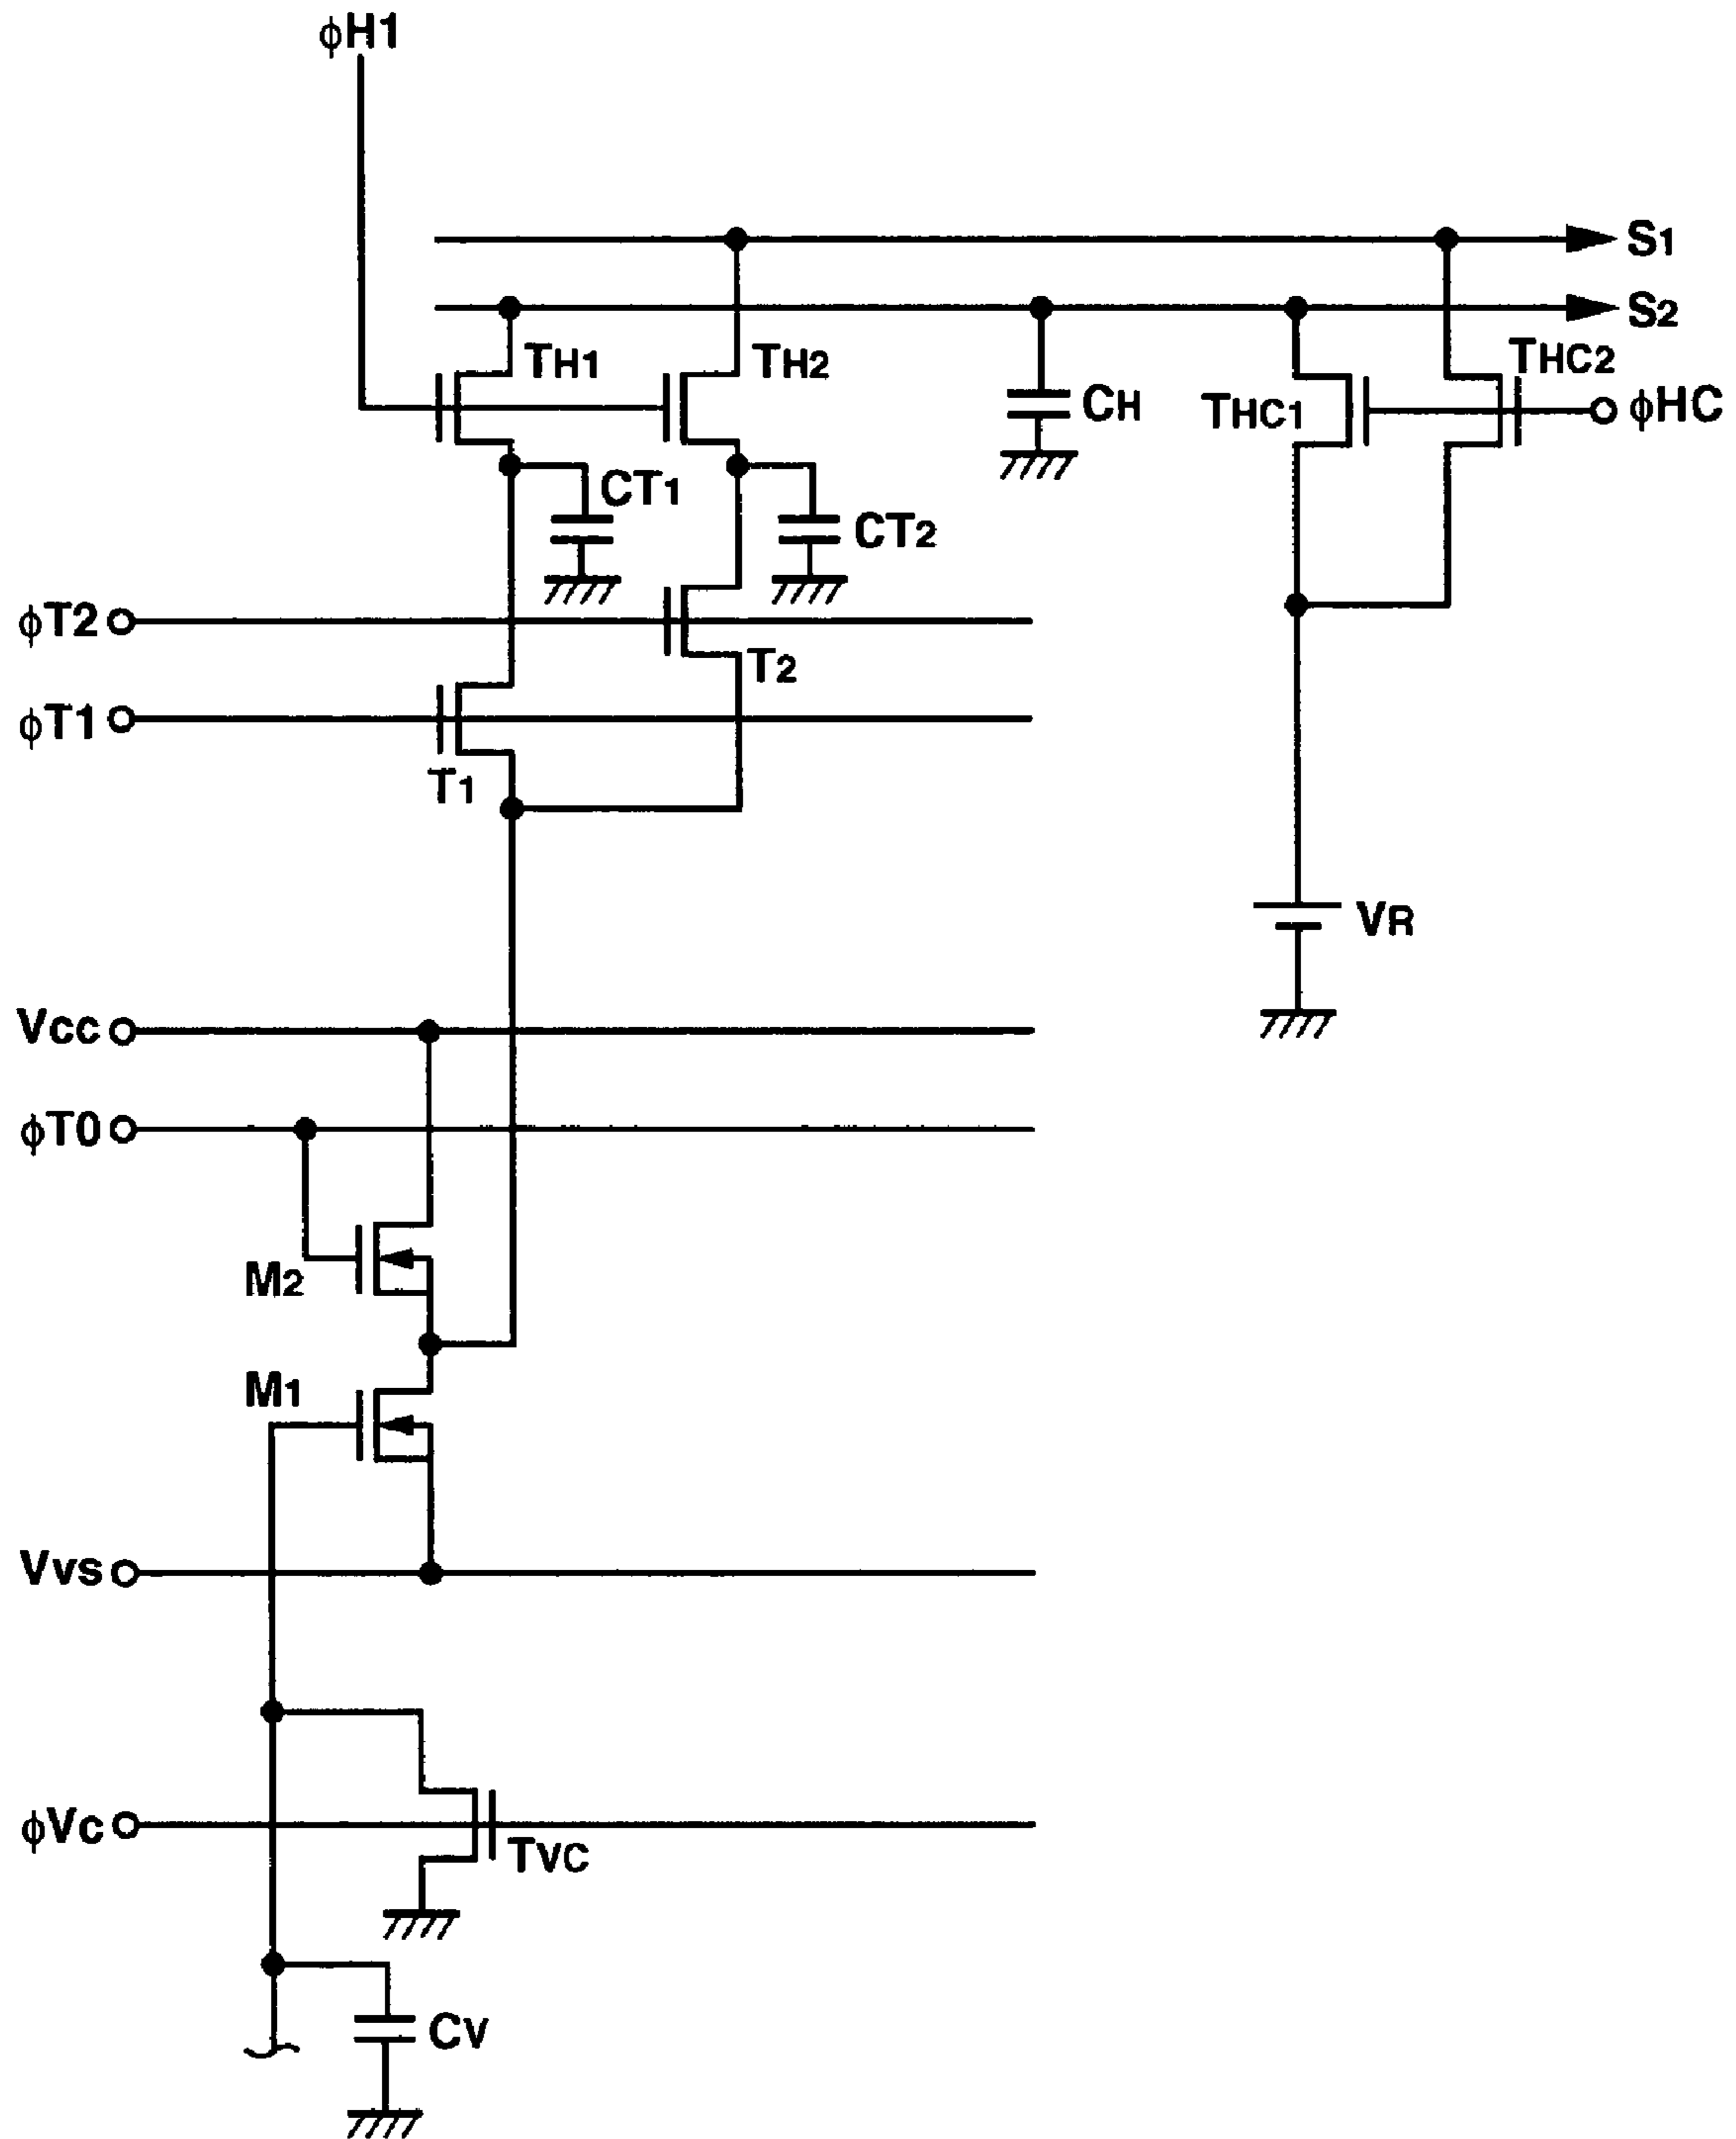 φH1
S1
S2
TH1
TH2
THC2
CH
THC1
φHC
CT1
CT2
φT2
T2
φT1
T1
VR
Vcc
φT0
M2
M1
Vvs
φVc
TVC
CV